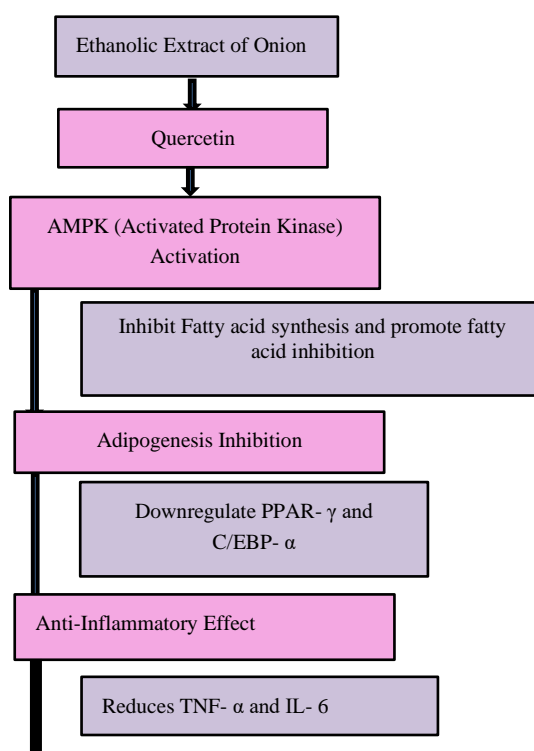 Ethanolic Extract of Onion
Quercetin
AMPK (Activated Protein Kinase)
Activation
Inhibit Fatty acid synthesis and promote fatty
acid inhibition
Adipogenesis Inhibition
Downregulate PPAR- γ and
C/EBP- α
Anti-Inflammatory Effect
Reduces TNF- α and IL- 6